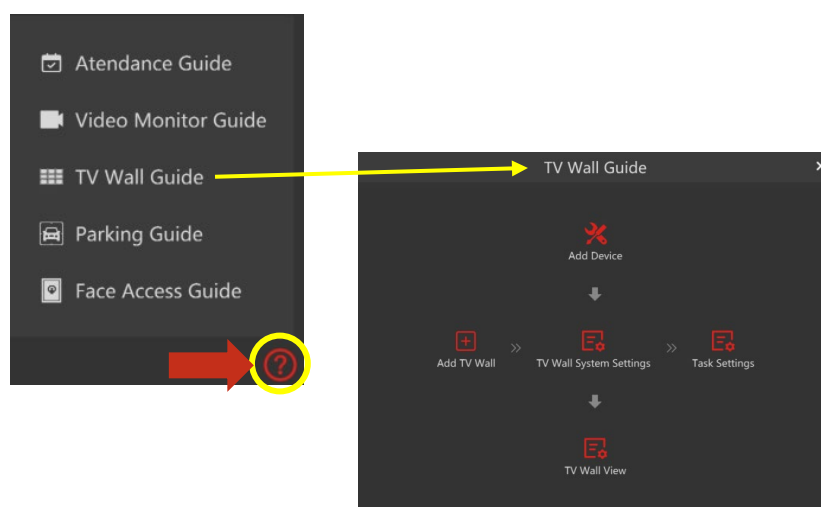 Atendance Guide
Video Monitor Guide
TV Wall Guide
Parking Guide
Face Access Guide
?
TV Wall Guide
Add Device
Add TV Wall
TV Wall System Settings
Task Settings
TV Wall View